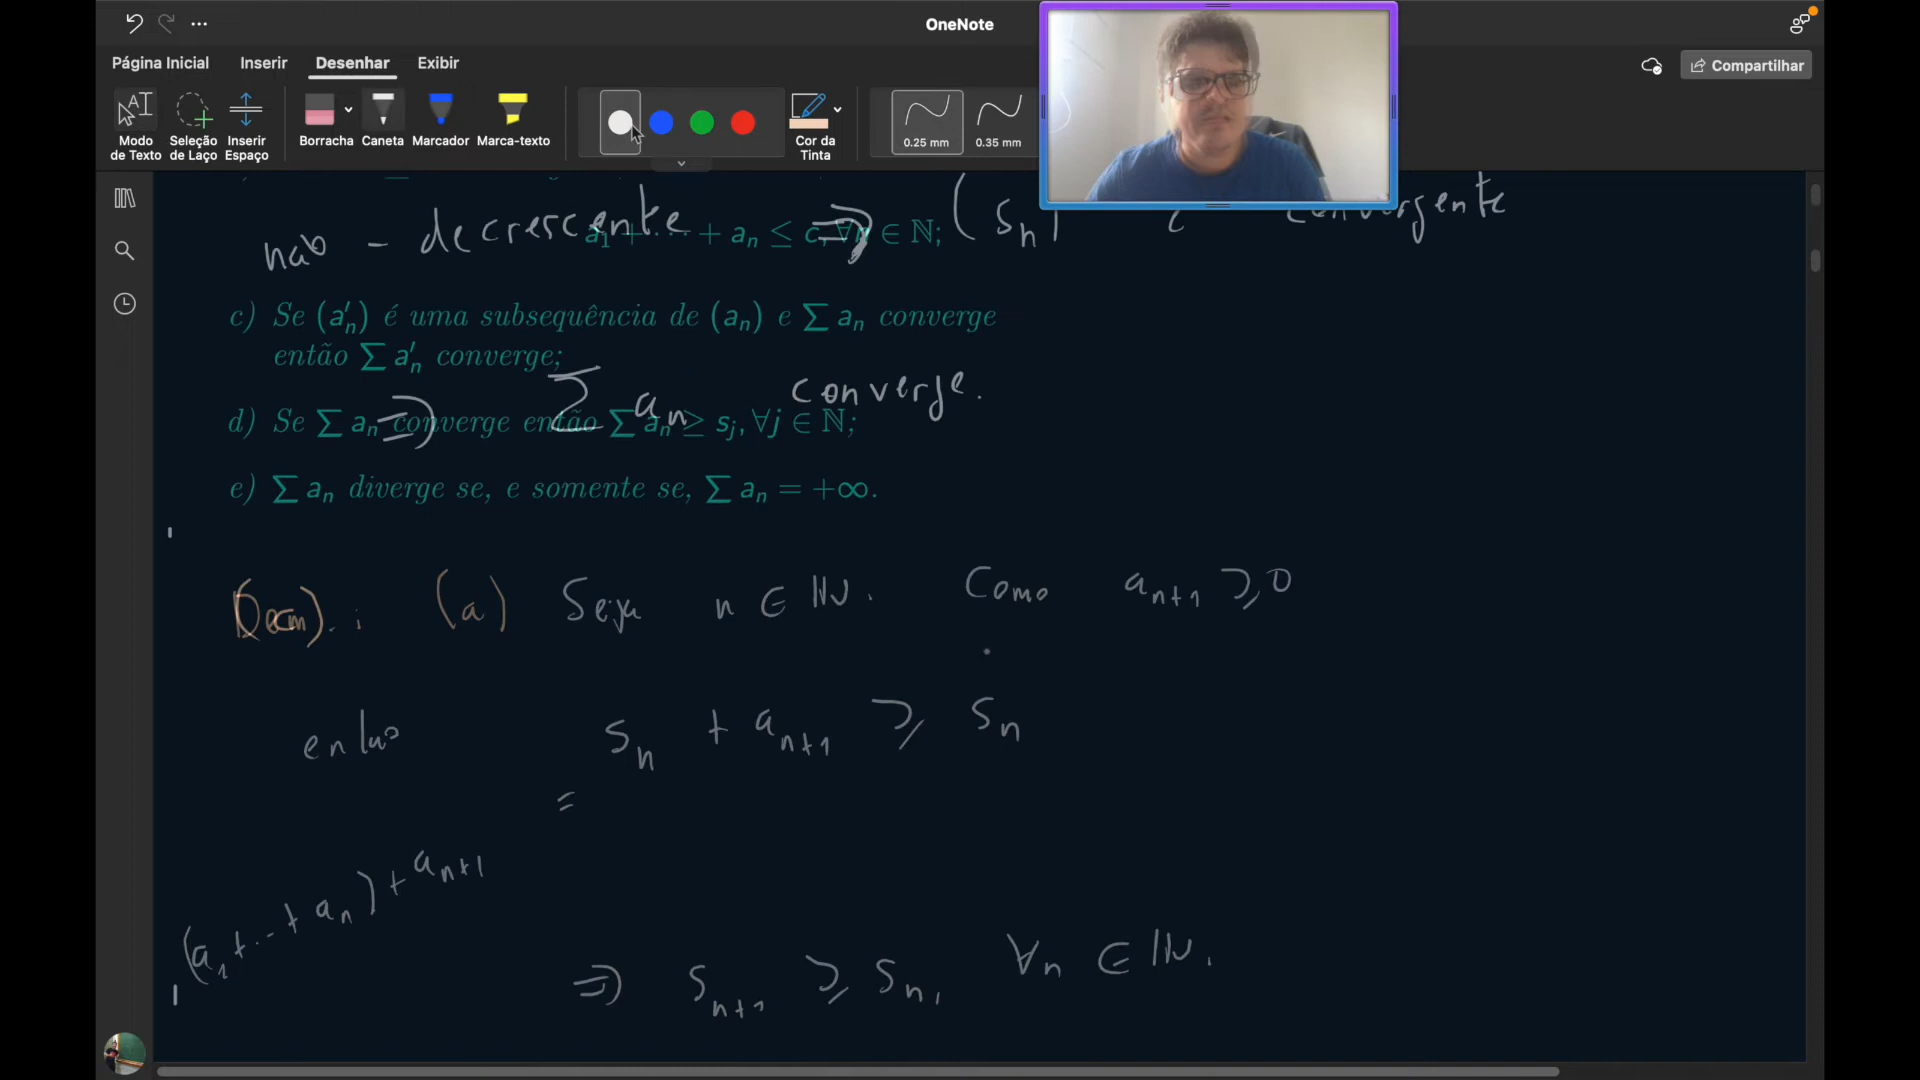 OneNote
Página Inicial Inserir Desenhar Exibir
Compartilhar
Modo de Texto Seleção de Laço Inserir Espaço Borracha Caneta Marcador Marca-texto Cor da Tinta 0.25 mm 0.35 mm
não - decrescente ⇒ (Sn) é convergente
a₁ + ⋯ + aₙ ≤ c, ∀n ∈ ℕ;
c) Se (a′ₙ) é uma subsequência de (aₙ) e ∑ aₙ converge
então ∑ a′ₙ converge;
⇒ ∑ aₙ converge.
d) Se ∑ aₙ converge então ∑ aₙ ≥ sⱼ, ∀j ∈ ℕ;
e) ∑ aₙ diverge se, e somente se, ∑ aₙ = +∞.
(Dem). : (a) Seja n ∈ ℕ. Como aₙ₊₁ ≥ 0
então Sₙ + aₙ₊₁ ≥ Sₙ
=
(a₁ + ⋯ + aₙ) + aₙ₊₁
⇒ Sₙ₊₁ ≥ Sₙ, ∀n ∈ ℕ.